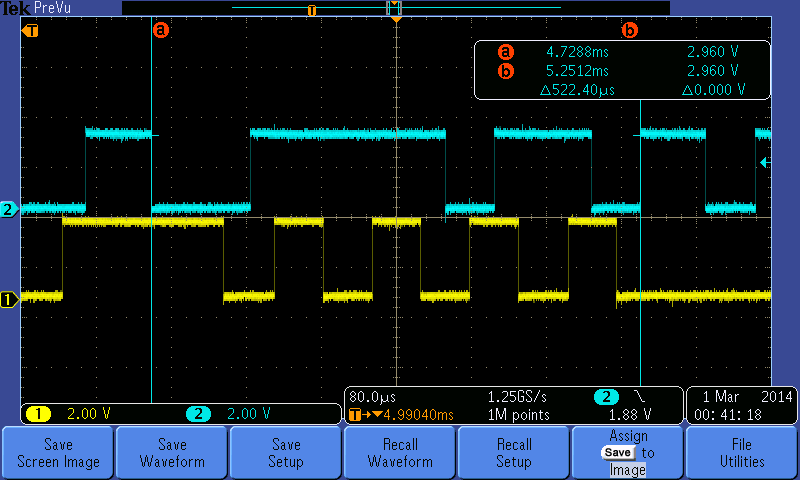 Tek PreVu
T
T
a
b
a 4.7288ms 2.960 V
b 5.2512ms 2.960 V
△522.40µs △0.000 V
2
1
1 2.00 V 2 2.00 V
80.0µs 1.25GS/s 2
T→▼4.99040ms 1M points 1.88 V
1 Mar 2014
00:41:18
Save
Screen Image
Save
Waveform
Save
Setup
Recall
Waveform
Recall
Setup
Assign
Save to
Image
File
Utilities